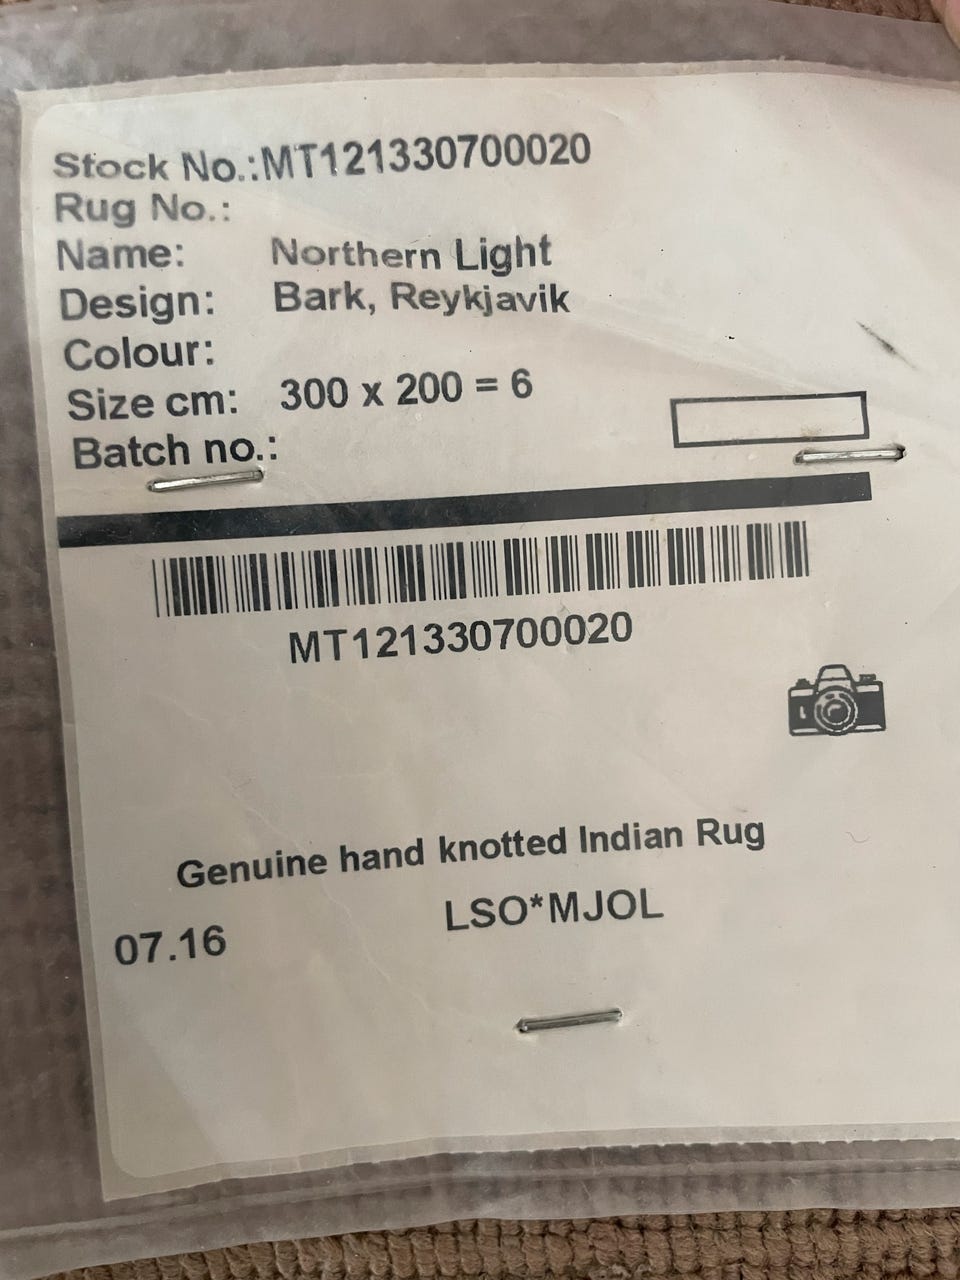 Stock No.:MT121330700020
Rug No.:
Name: Northern Light
Design: Bark, Reykjavik
Colour:
Size cm: 300 x 200 = 6
Batch no.:
MT121330700020
Genuine hand knotted Indian Rug
LSO*MJOL
07.16